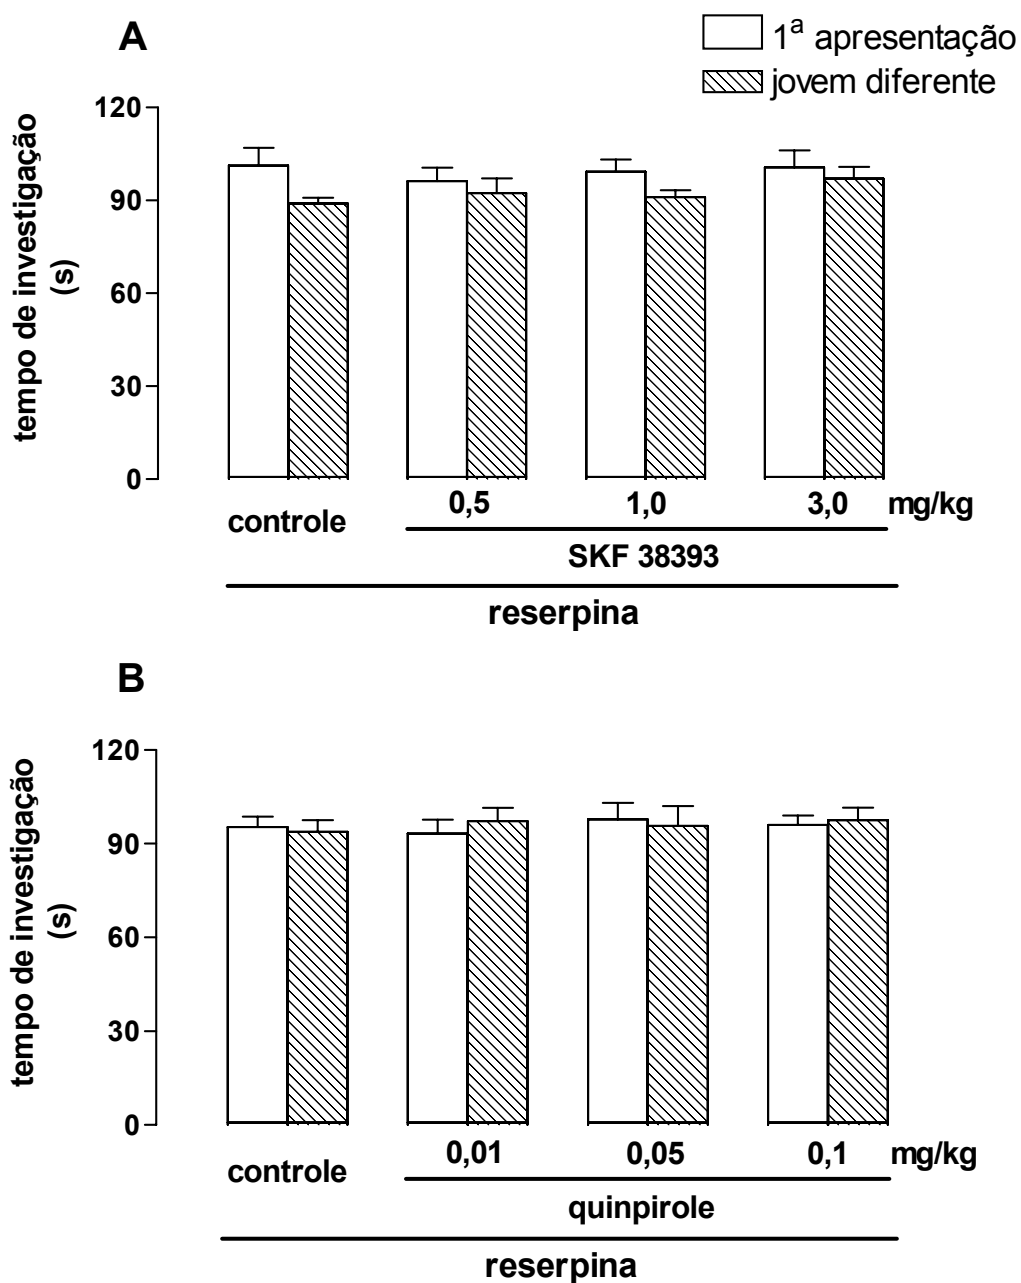 A
1ª apresentação
jovem diferente
tempo de investigação
(s)
120
90
60
30
0
controle
0,5
1,0
3,0
mg/kg
SKF 38393
reserpina
B
tempo de investigação
(s)
120
90
60
30
0
controle
0,01
0,05
0,1
mg/kg
quinpirole
reserpina